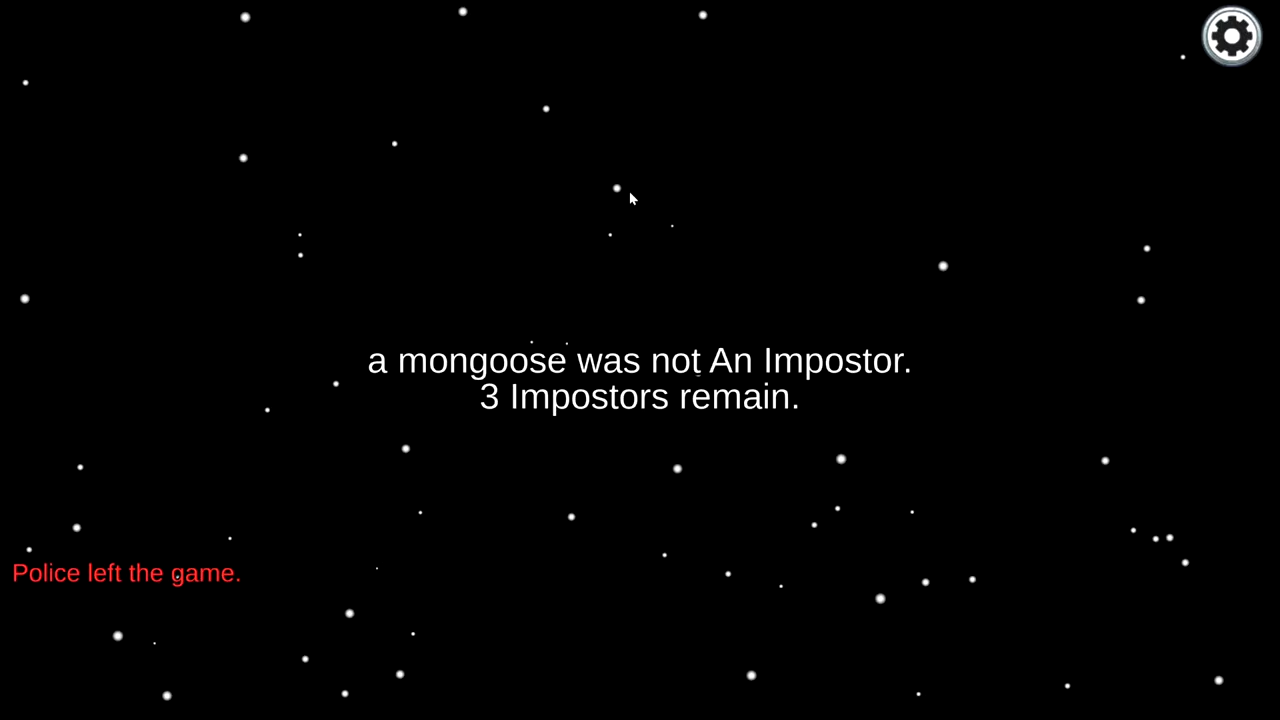 a mongoose was not An Impostor.
3 Impostors remain.
Police left the game.